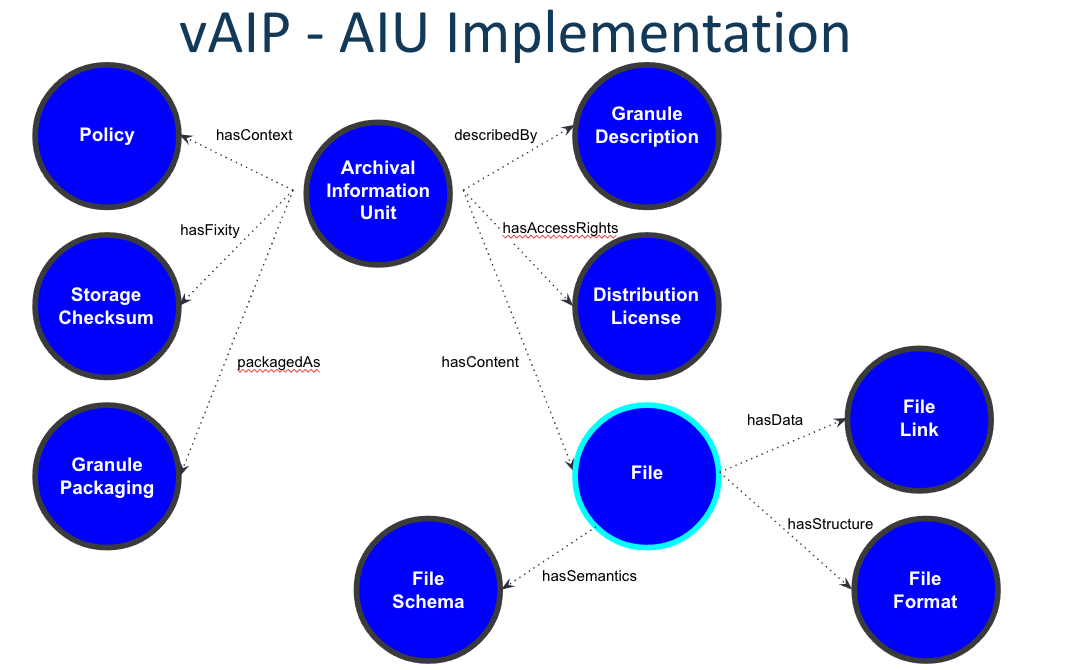 vAIP - AIU Implementation
Policy
hasContext
Archival
Information
Unit
describedBy
Granule
Description
hasFixity
hasAccessRights
Storage
Checksum
Distribution
License
packagedAs
hasContent
Granule
Packaging
File
hasData
File
Link
hasStructure
hasSemantics
File
Schema
File
Format